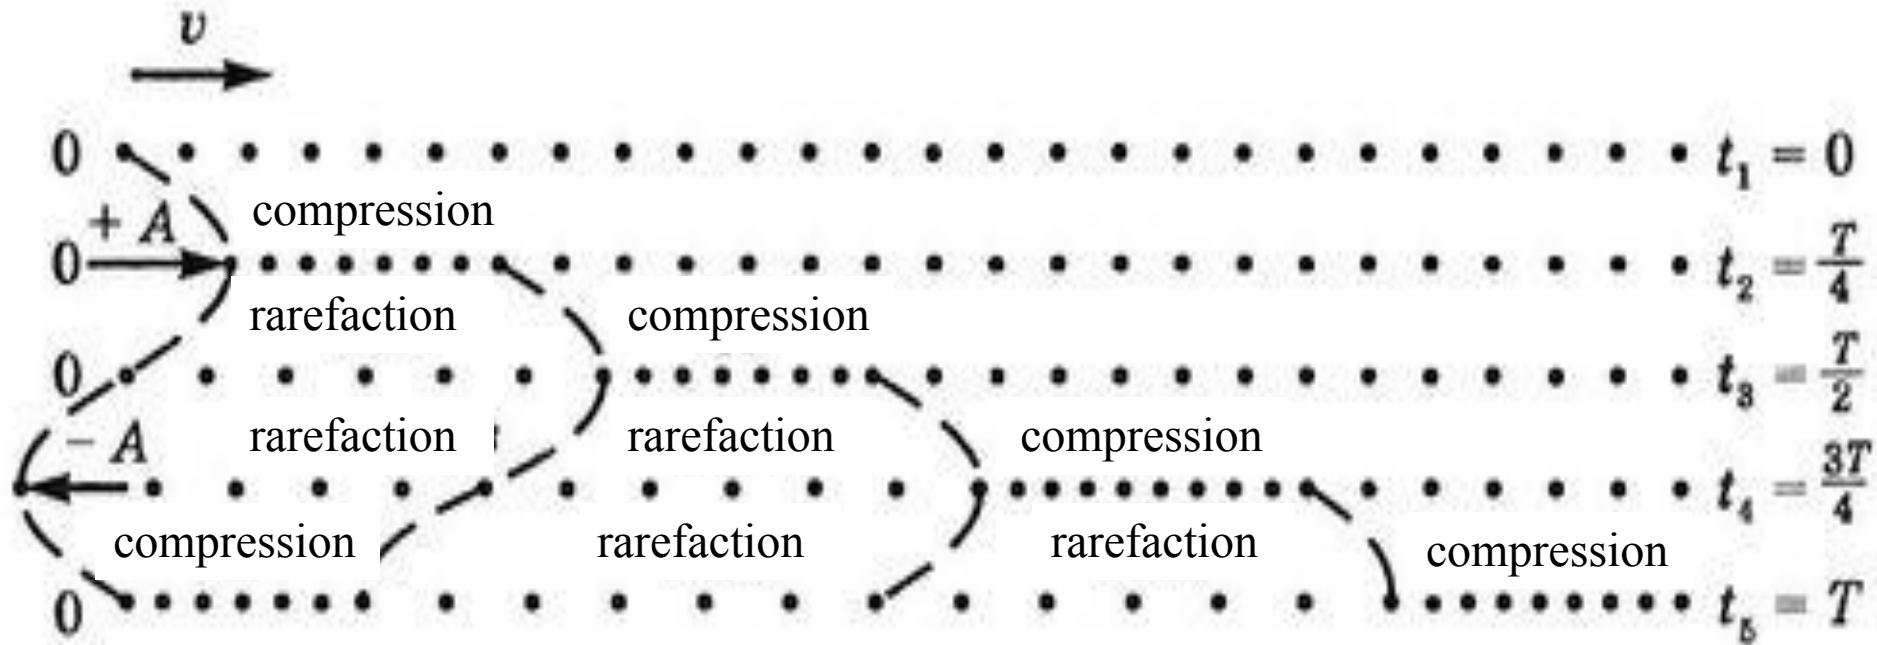 v
0 t₁ = 0
compression
+ A
0 t₂ = T/4
rarefaction compression
0 t₃ = T/2
rarefaction rarefaction compression
− A
t₄ = 3T/4
compression rarefaction rarefaction compression
0 t₅ = T